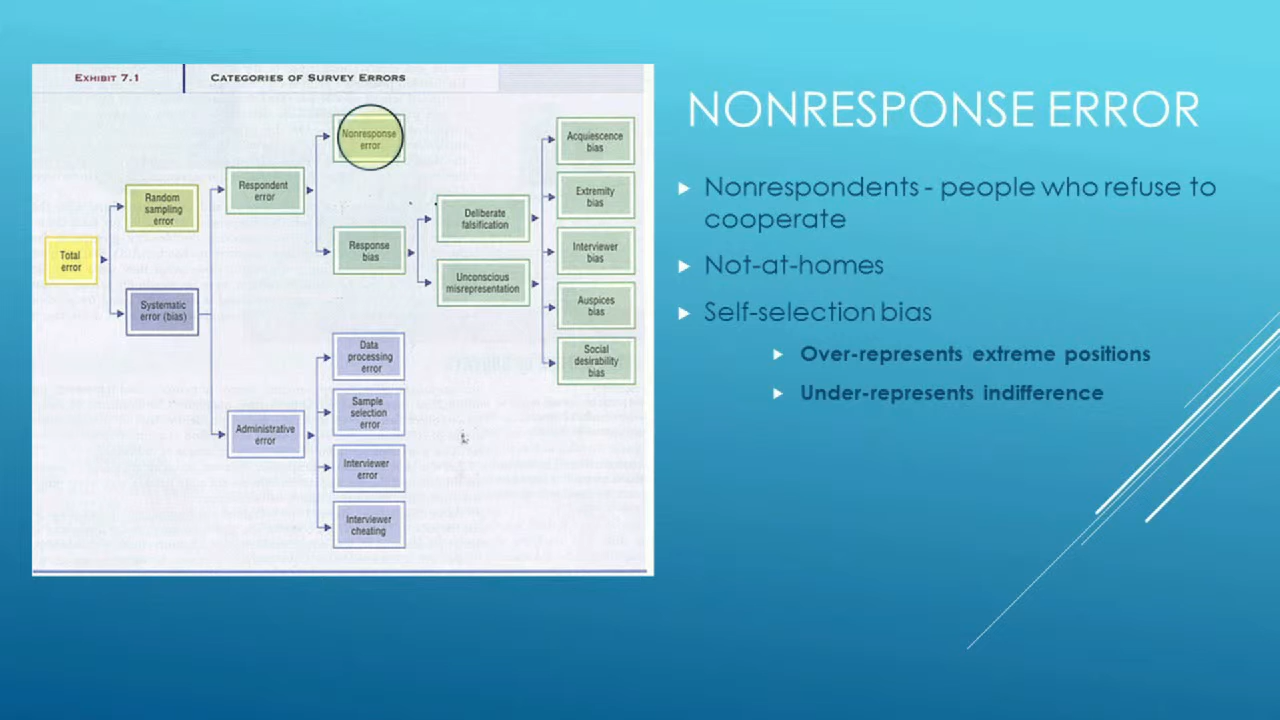 EXHIBIT 7.1
CATEGORIES OF SURVEY ERRORS
Total
error
Random
sampling
error
Systematic
error (bias)
Respondent
error
Administrative
error
Nonresponse
error
Response
bias
Data
processing
error
Sample
selection
error
Interviewer
error
Interviewer
cheating
Deliberate
falsification
Unconscious
misrepresentation
Acquiescence
bias
Extremity
bias
Interviewer
bias
Auspices
bias
Social
desirability
bias
NONRESPONSE ERROR
Nonrespondents - people who refuse to
cooperate
Not-at-homes
Self-selection bias
Over-represents extreme positions
Under-represents indifference